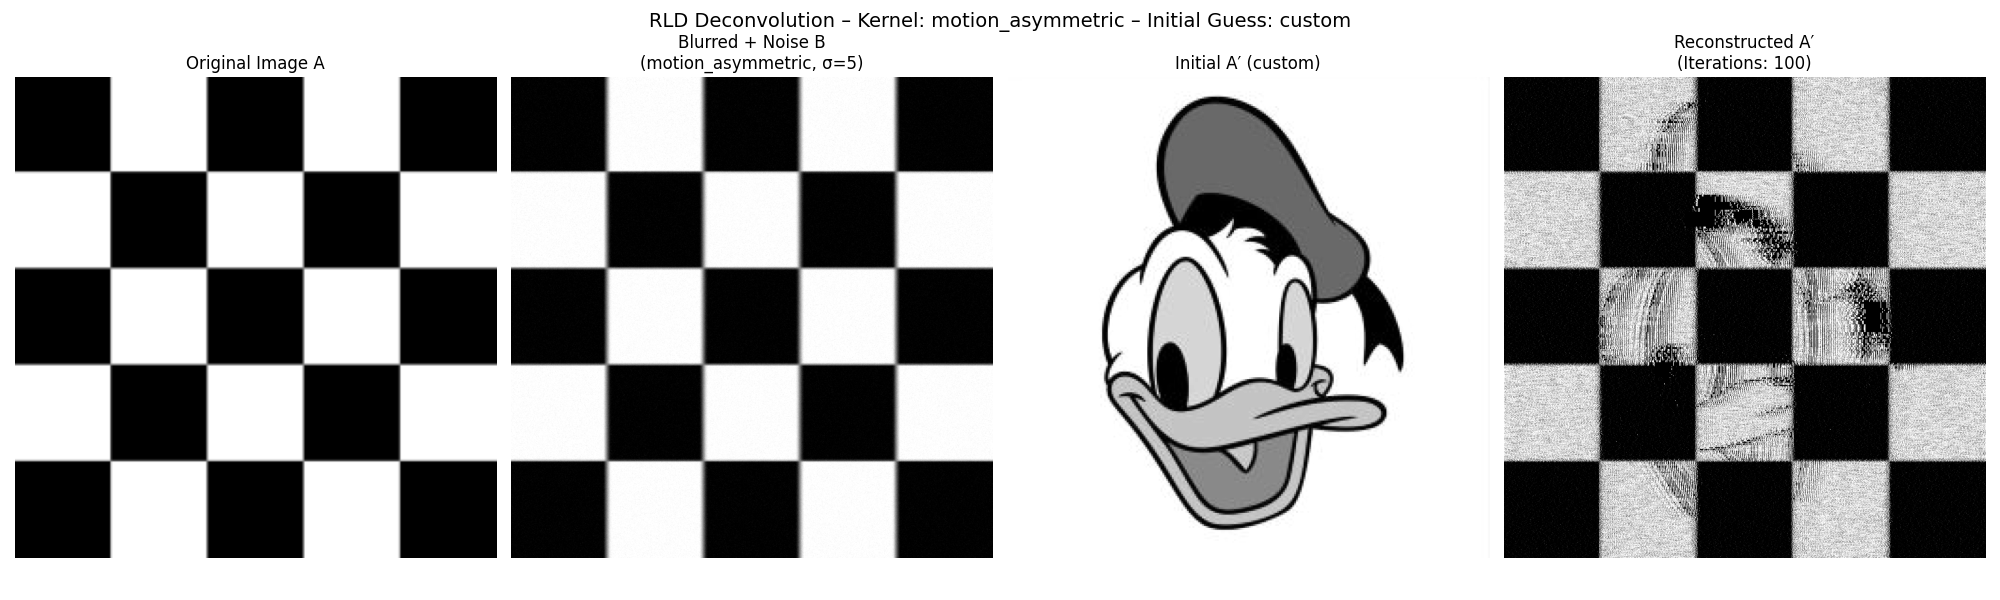 RLD Deconvolution – Kernel: motion_asymmetric – Initial Guess: custom
Original Image A
Blurred + Noise B
(motion_asymmetric, σ=5)
Initial A′ (custom)
Reconstructed A′
(Iterations: 100)